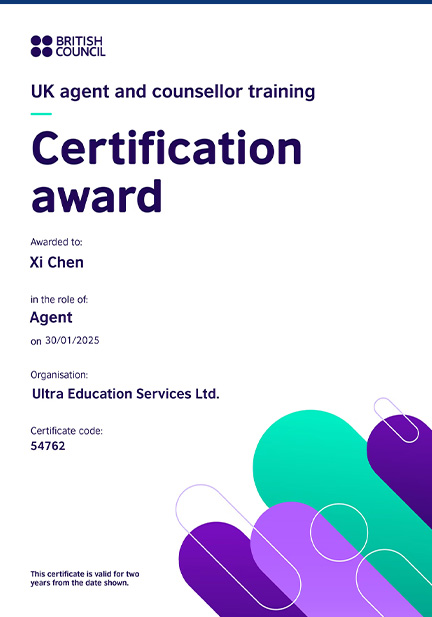 BRITISH
COUNCIL
UK agent and counsellor training
Certification
award
Awarded to:
Xi Chen
in the role of:
Agent
on 30/01/2025
Organisation:
Ultra Education Services Ltd.
Certificate code:
54762
This certificate is valid for two
years from the date shown.